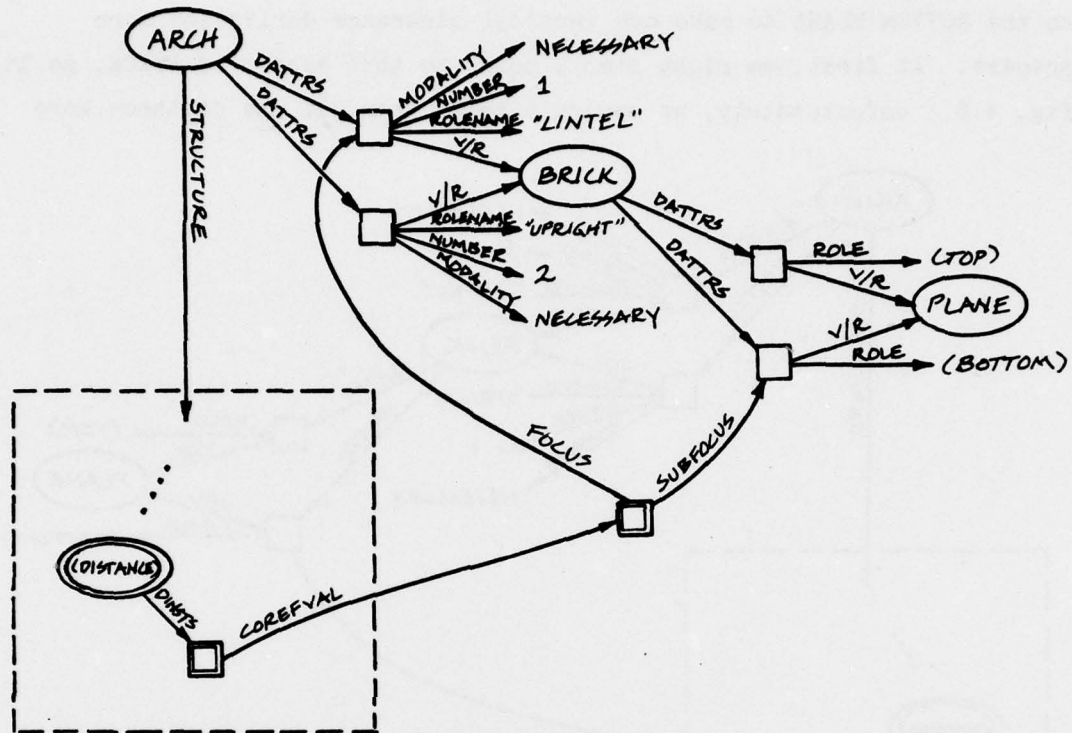 ARCH
STRUCTURE
DATTRS
DATTRS
MODALITY
NECESSARY
NUMBER
1
ROLENAME
"LINTEL"
V/R
BRICK
V/R
ROLENAME
"UPRIGHT"
NUMBER
2
MODALITY
NECESSARY
DATTRS
DATTRS
ROLE
(TOP)
V/R
PLANE
V/R
ROLE
(BOTTOM)
FOCUS
SUBFOCUS
(DISTANCE)
DINSTS
COREFVAL